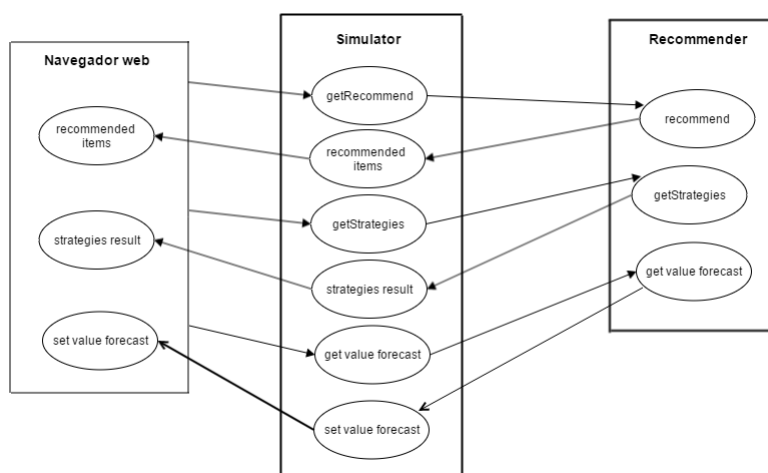 Navegador web
recommended
items
strategies result
set value forecast
Simulator
getRecommend
recommended
items
getStrategies
strategies result
get value forecast
set value forecast
Recommender
recommend
getStrategies
get value forecast